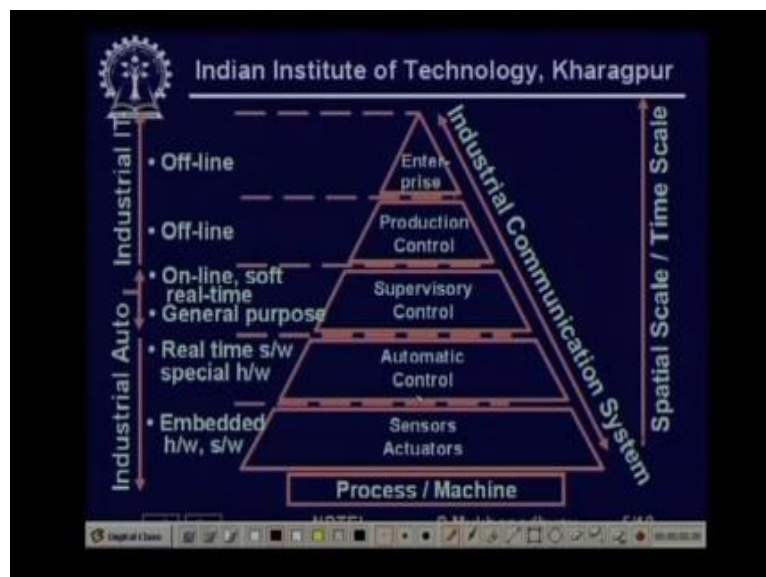 Indian Institute of Technology, Kharagpur
Industrial IT
Industrial Auto
• Off-line
• Off-line
• On-line, soft
real-time
• General purpose
• Real time s/w
special h/w
• Embedded
h/w, s/w
Enter-
prise
Production
Control
Supervisory
Control
Automatic
Control
Sensors
Actuators
Process / Machine
Industrial Communication System
Spatial Scale / Time Scale
NPTEL